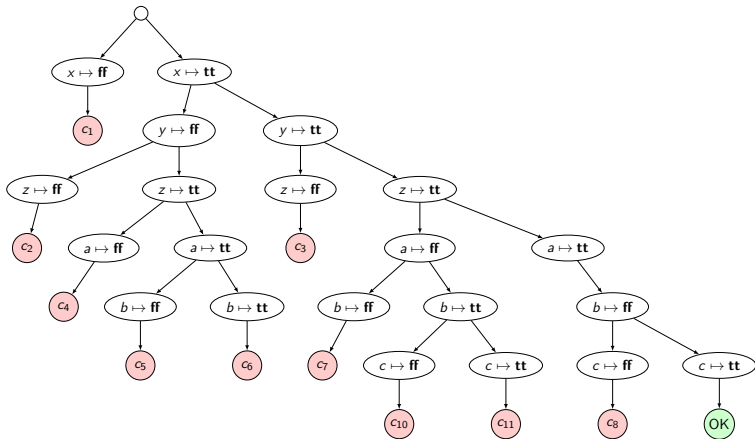 x ↦ ff x ↦ tt
c₁ y ↦ ff y ↦ tt
z ↦ ff z ↦ tt z ↦ ff z ↦ tt
c₂ a ↦ ff a ↦ tt c₃ a ↦ ff a ↦ tt
c₄ b ↦ ff b ↦ tt b ↦ ff b ↦ tt b ↦ ff
c₅ c₆ c₇ c ↦ ff c ↦ tt c ↦ ff c ↦ tt
c₁₀ c₁₁ c₈ OK